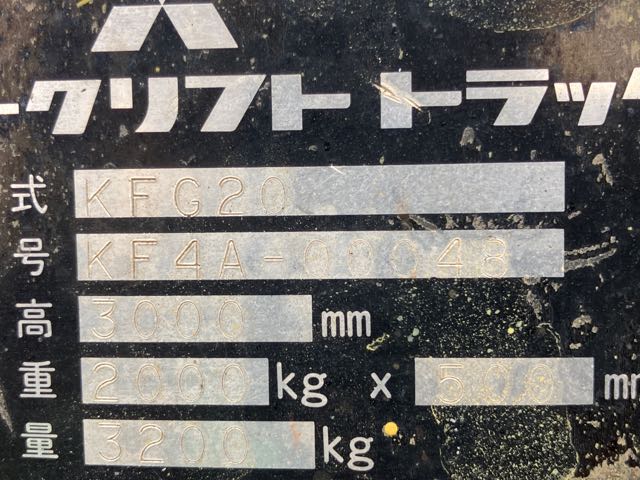 ークリフト トラック
式 KFG20
号 KF4A-00048
高 3000 mm
重 2000 kg x 500 mm
量 3200 kg